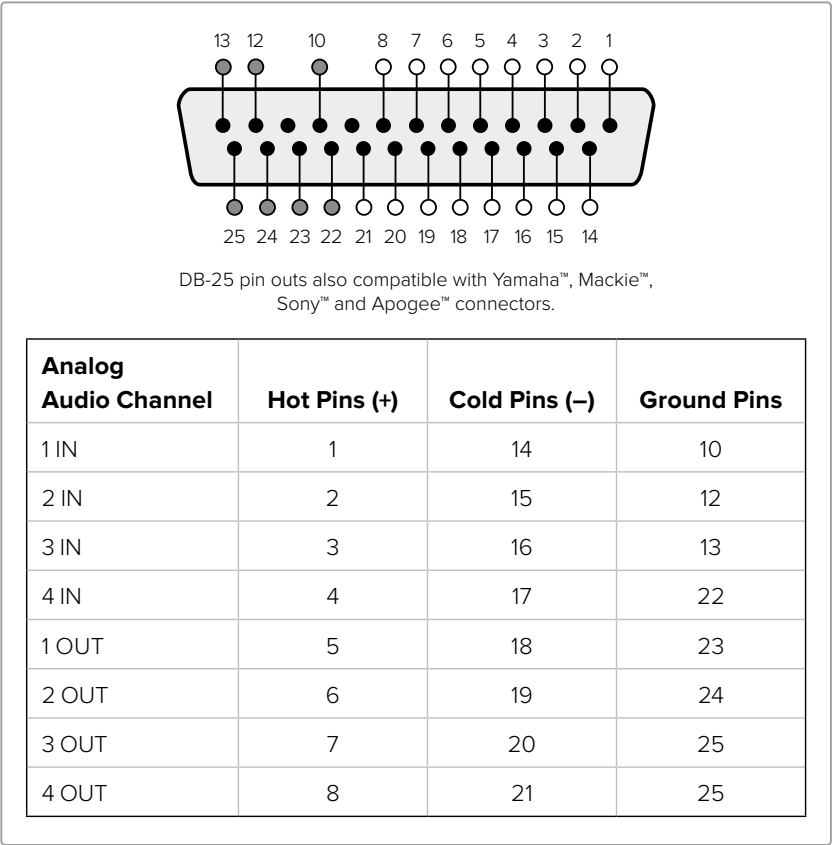 13 12 10 8 7 6 5 4 3 2 1
25 24 23 22 21 20 19 18 17 16 15 14
DB-25 pin outs also compatible with Yamaha™, Mackie™,
Sony™ and Apogee™ connectors.
Analog
Audio Channel Hot Pins (+) Cold Pins (–) Ground Pins
1 IN 1 14 10
2 IN 2 15 12
3 IN 3 16 13
4 IN 4 17 22
1 OUT 5 18 23
2 OUT 6 19 24
3 OUT 7 20 25
4 OUT 8 21 25